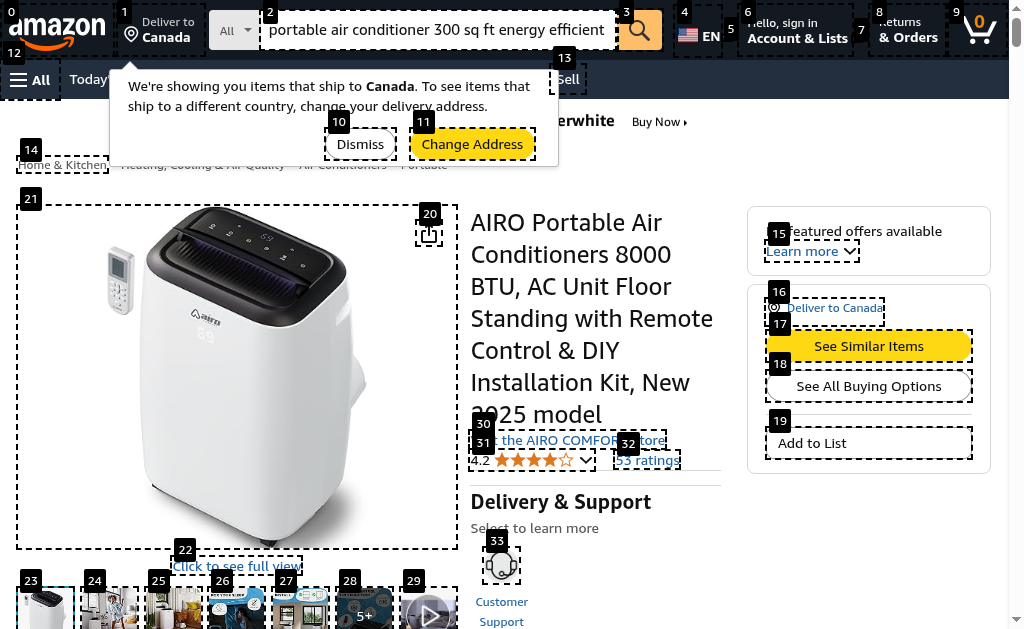 0 1 2 3 4 5 6 7 8 9
amazon
Deliver to
Canada
All
portable air conditioner 300 sq ft energy efficient
EN
Hello, sign in
Account & Lists
Returns
& Orders
0
12 13
All
Today'
Sell
We're showing you items that ship to Canada. To see items that
ship to a different country, change your delivery address.
10 11
Dismiss
Change Address
erwhite
Buy Now
14
Home & Kitchen
Heating, Cooling & Air Quality
Air Conditioners
Portable
21
20
AIRO Portable Air
Conditioners 8000
BTU, AC Unit Floor
Standing with Remote
Control & DIY
Installation Kit, New
2025 model
airo
30
the AIRO COMFOR
tore
31
32
4.2
53 ratings
Delivery & Support
Select to learn more
33
Customer
Support
15
featured offers available
Learn more
16
Deliver to Canada
17
See Similar Items
18
See All Buying Options
19
Add to List
22
Click to see full view
23 24 25 26 27 28 29
5+